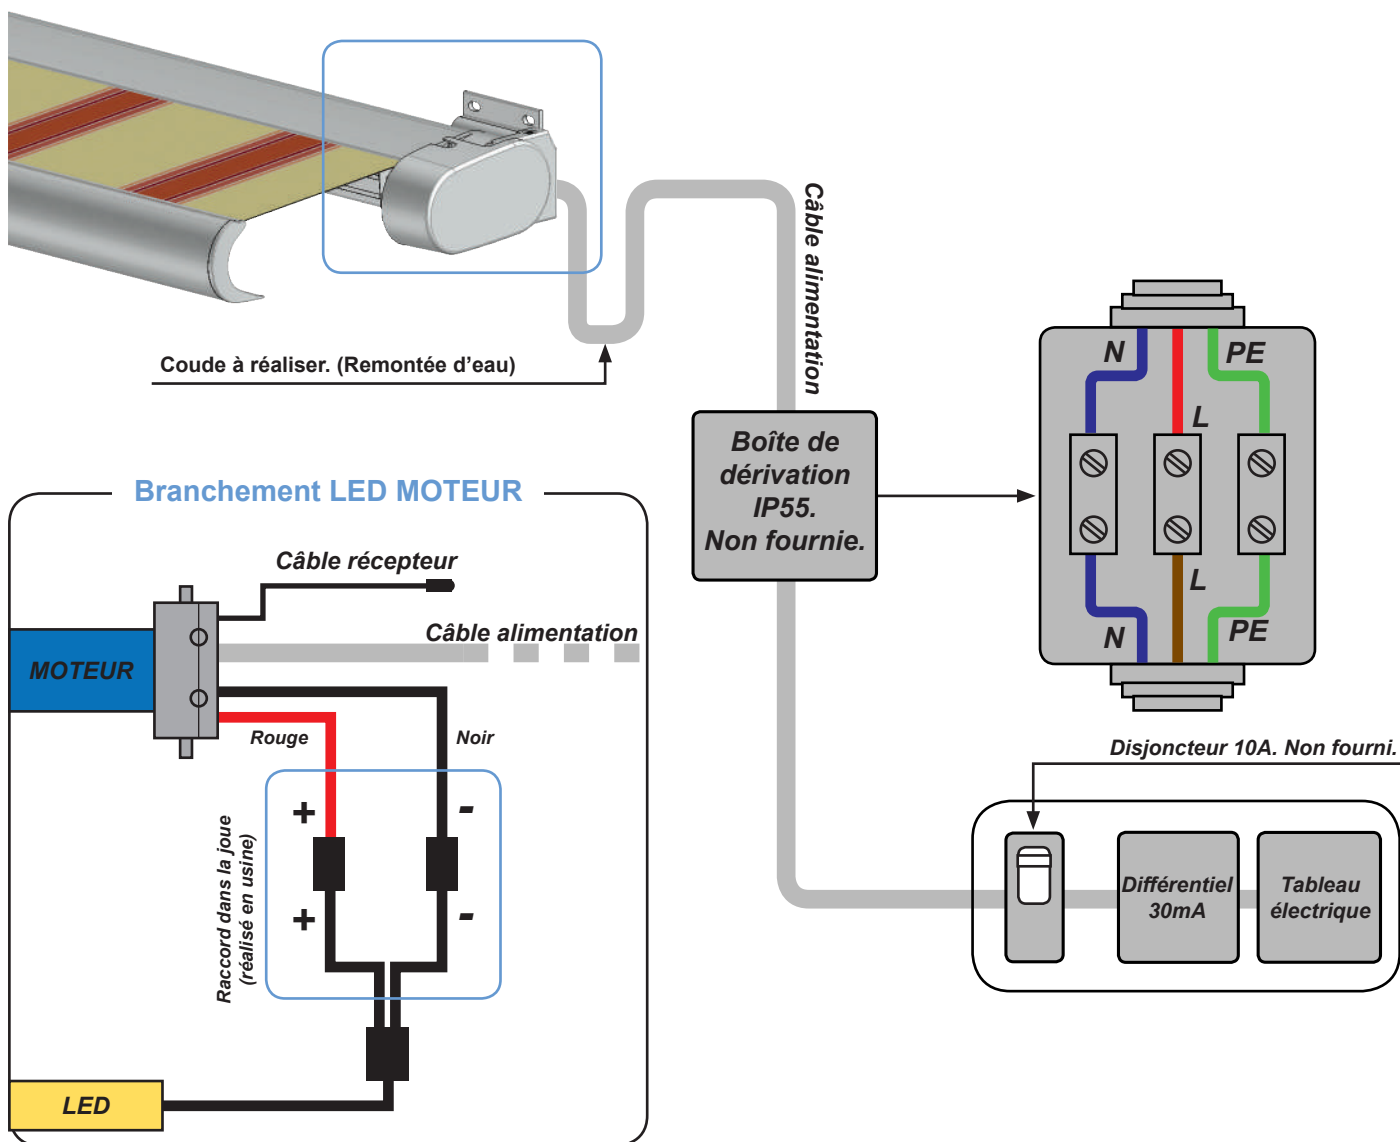 Câble alimentation
Coude à réaliser. (Remontée d'eau)
Boîte de
dérivation
IP55.
Non fournie.
N
PE
L
L
N
PE
Branchement LED MOTEUR
Câble récepteur
Câble alimentation
MOTEUR
Rouge
Noir
+
-
+
-
Raccord dans la joue
(réalisé en usine)
LED
Disjoncteur 10A. Non fourni.
Différentiel
30mA
Tableau
électrique